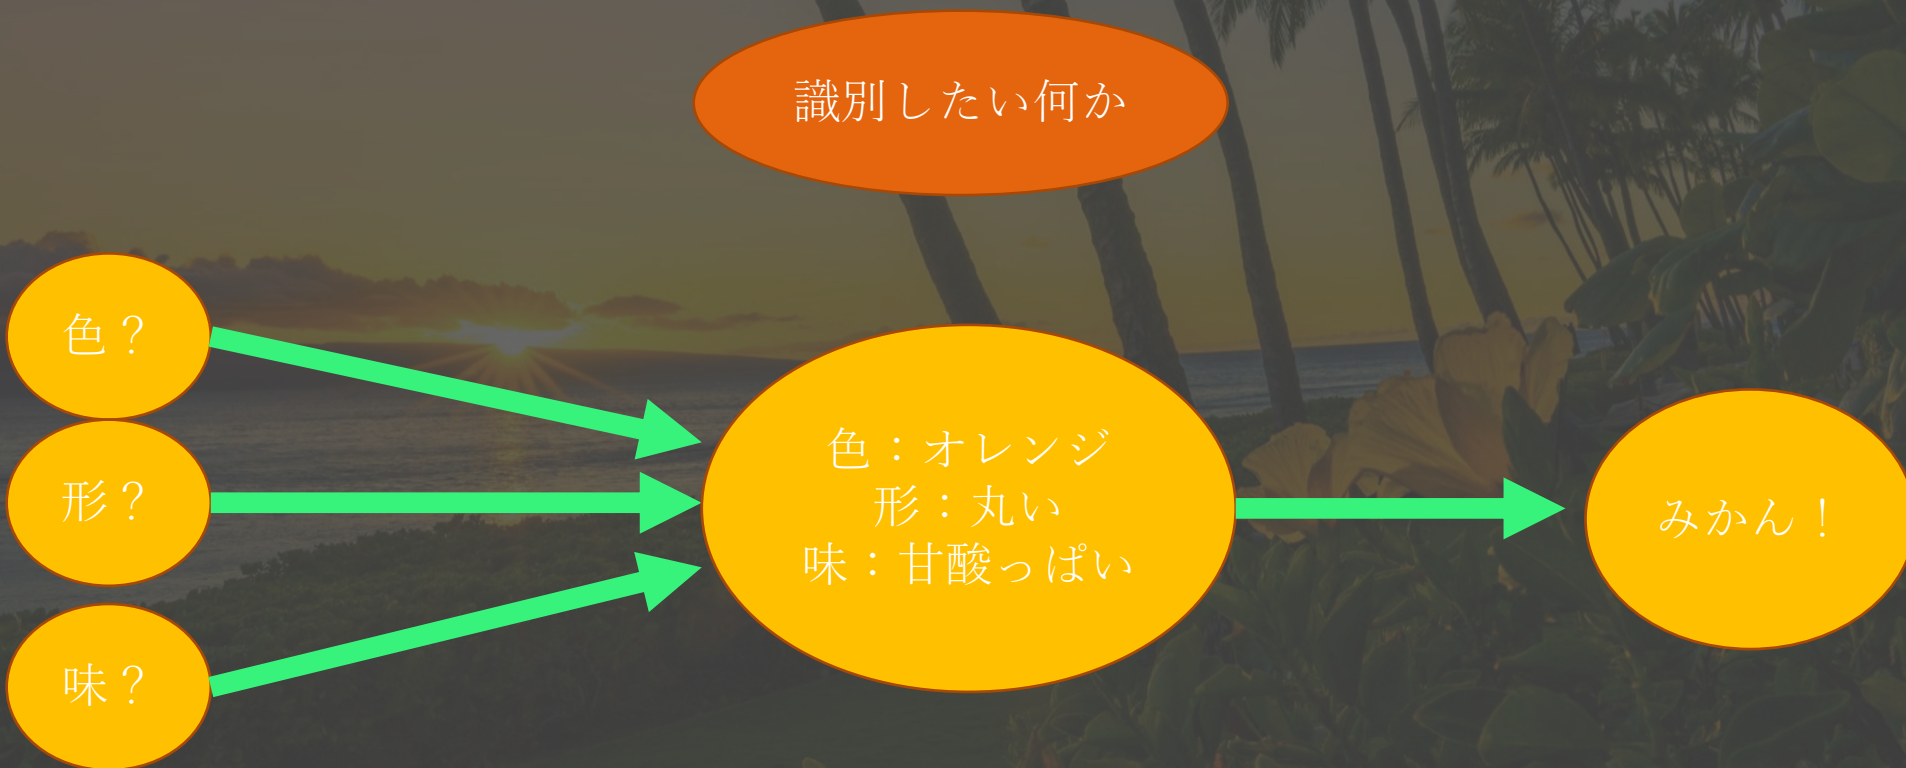 識別したい何か
色？
形？
味？
色：オレンジ
形：丸い
味：甘酸っぱい
みかん！